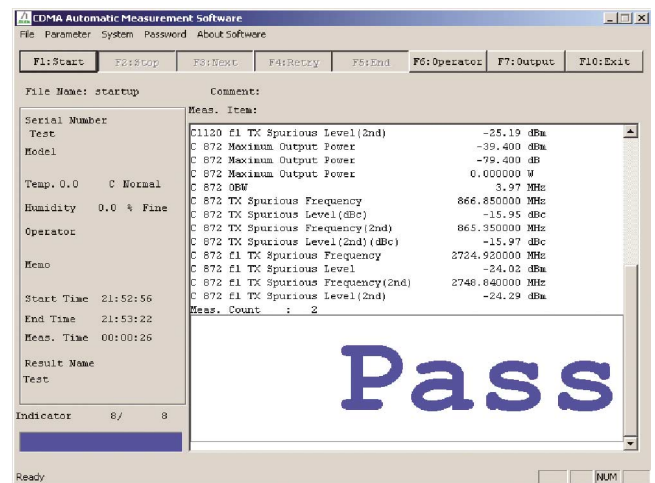 CDMA Automatic Measurement Software
File Parameter System Password About Software
F1:Start F2:Stop F3:Next F4:Retry F5:End F6:Operator F7:Output F10:Exit
File Name: startup Comment:
Meas. Item:
Serial Number
Test
Model
Temp. 0.0 C Normal
Humidity 0.0 % Fine
Operator
Memo
Start Time 21:52:56
End Time 21:53:22
Meas. Time 00:00:26
Result Name
Test
Indicator 8/ 8
C1120 f1 TX Spurious Level(2nd) -25.19 dBm
C 872 Maximum Output Power -39.400 dBm
C 872 Maximum Output Power -79.400 dB
C 872 Maximum Output Power 0.000000 W
C 872 OBW 3.97 MHz
C 872 TX Spurious Frequency 866.850000 MHz
C 872 TX Spurious Level(dBc) -15.95 dBc
C 872 TX Spurious Frequency(2nd) 865.350000 MHz
C 872 TX Spurious Level(2nd)(dBc) -15.97 dBc
C 872 f1 TX Spurious Frequency 2724.920000 MHz
C 872 f1 TX Spurious Level -24.02 dBm
C 872 f1 TX Spurious Frequency(2nd) 2748.840000 MHz
C 872 f1 TX Spurious Level(2nd) -24.29 dBm
Meas. Count : 2
Pass
Ready NUM